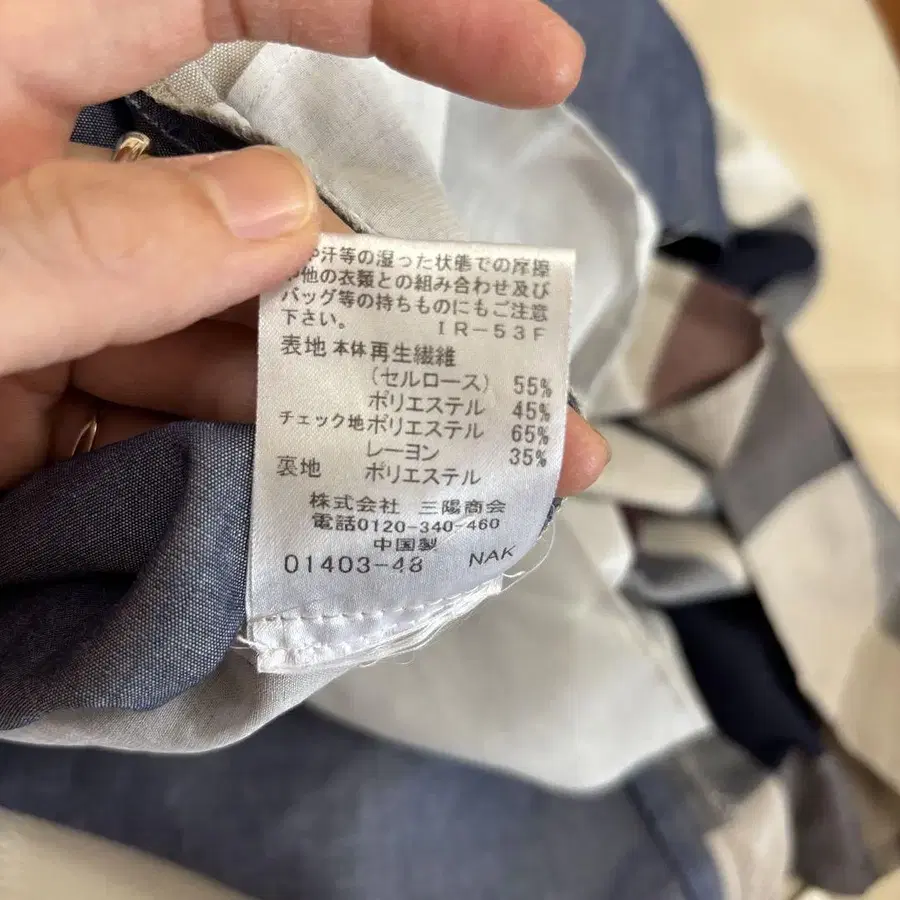 や汗等の湿った状態での摩擦
や他の衣類との組み合わせ及び
バッグ等の持ちものにもご注意
下さい。 IR-53F
表地 本体 再生繊維
(セルロース) 55%
ポリエステル 45%
チェック地 ポリエステル 65%
レーヨン 35%
裏地 ポリエステル
株式会社 三陽商会
電話0120-340-460
中国製
01403-48 NAK